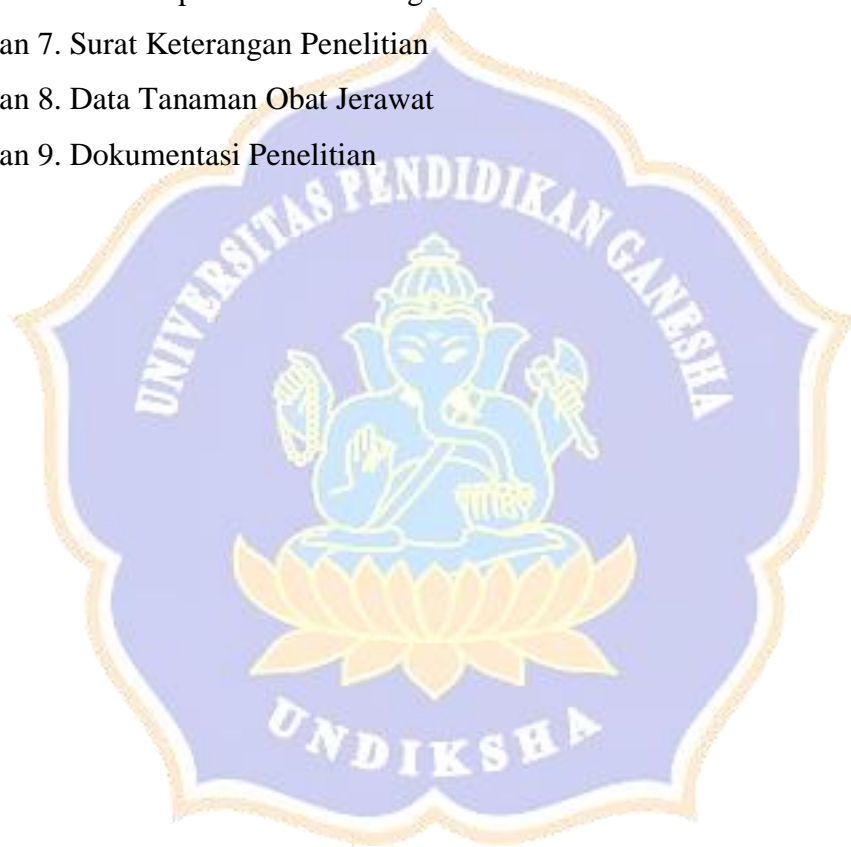 an 7. Surat Keterangan Penelitian
an 8. Data Tanaman Obat Jerawat
an 9. Dokumentasi Penelitian
UNIVERSITAS PENDIDIKAN GANESHA
UNDIKSHA